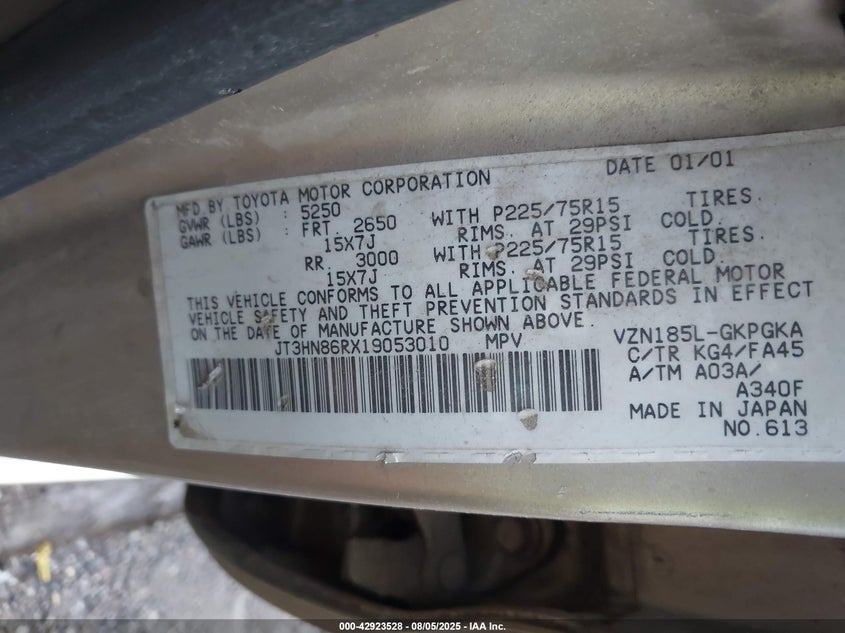 MFD BY TOYOTA MOTOR CORPORATION DATE 01/01
GVWR (LBS) : 5250
GAWR (LBS) : FRT. 2650 WITH P225/75R15 TIRES.
15X7J RIMS. AT 29PSI COLD.
RR. 3000 WITH P225/75R15 TIRES.
15X7J RIMS. AT 29PSI COLD.
THIS VEHICLE CONFORMS TO ALL APPLICABLE FEDERAL MOTOR
VEHICLE SAFETY AND THEFT PREVENTION STANDARDS IN EFFECT
ON THE DATE OF MANUFACTURE SHOWN ABOVE.
JT3HN86RX19053010 MPV
VZN185L-GKPGKA
C/TR KG4/FA45
A/TM A03A/
A340F
MADE IN JAPAN
NO.613
000-42923528 - 08/05/2025 - IAA Inc.